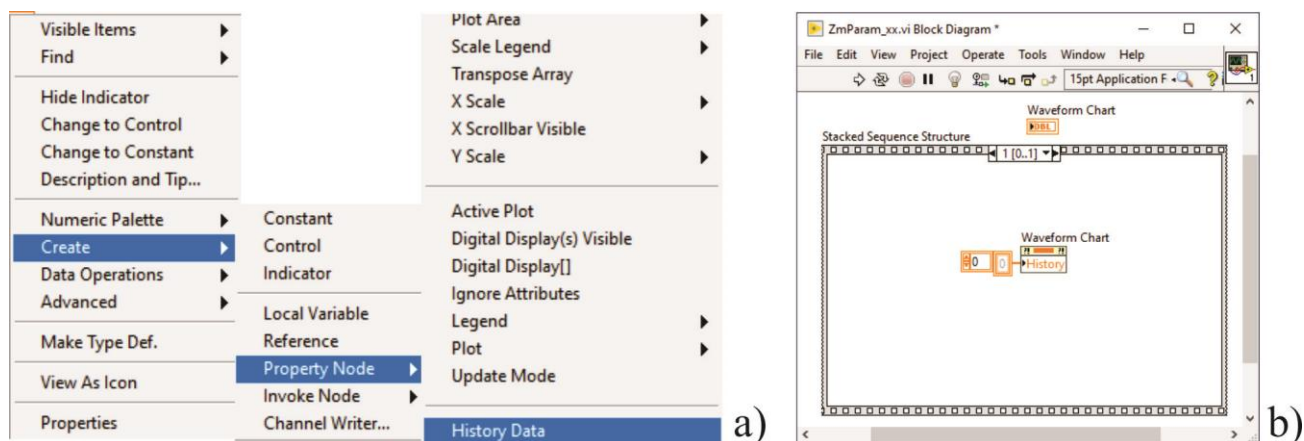 Visible Items
Find
Hide Indicator
Change to Control
Change to Constant
Description and Tip...
Numeric Palette
Create
Data Operations
Advanced
Make Type Def.
View As Icon
Properties
Constant
Control
Indicator
Local Variable
Reference
Property Node
Invoke Node
Channel Writer...
Plot Area
Scale Legend
Transpose Array
X Scale
X Scrollbar Visible
Y Scale
Active Plot
Digital Display(s) Visible
Digital Display[]
Ignore Attributes
Legend
Plot
Update Mode
History Data
a)
ZmParam_xx.vi Block Diagram *
File Edit View Project Operate Tools Window Help
15pt Application F
1
Waveform Chart
DBL
Stacked Sequence Structure
1 [0..1]
Waveform Chart
0 0 History
b)